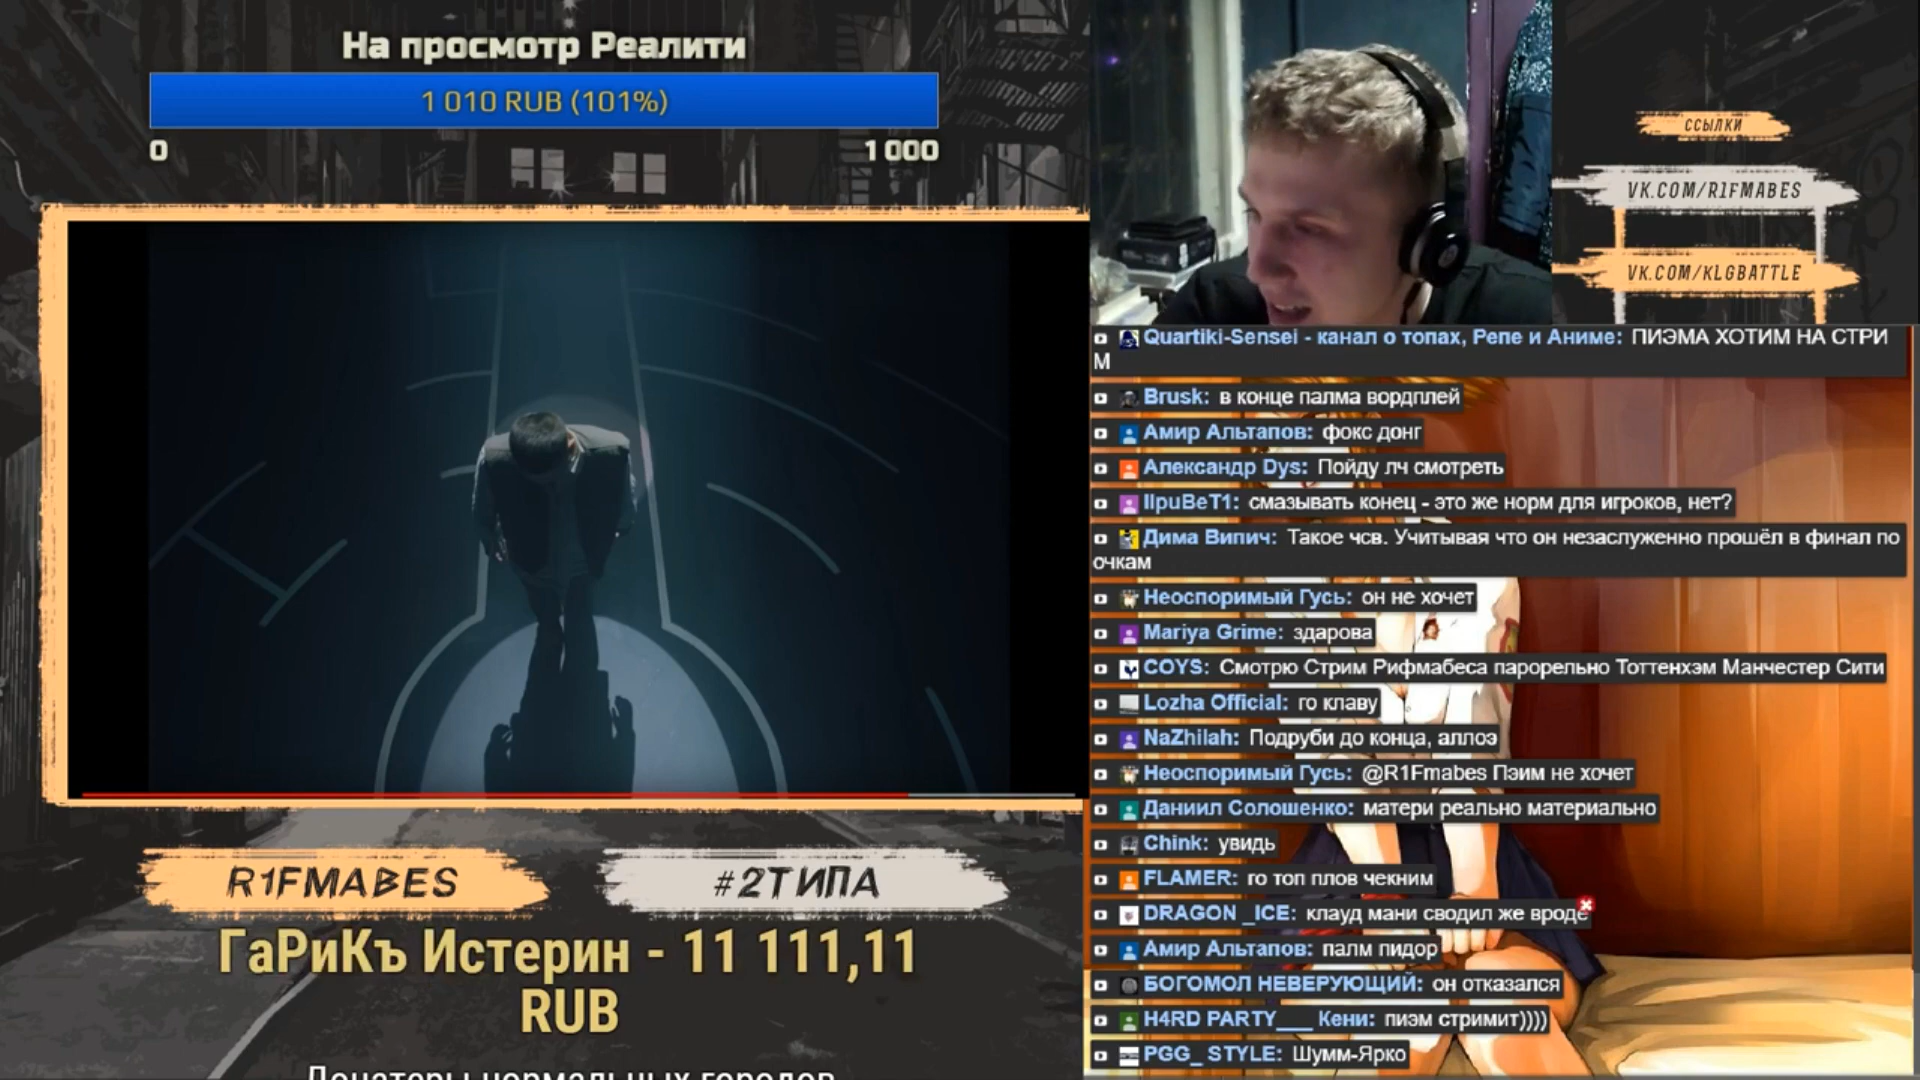 На просмотр Реалити
1 010 RUB (101%)
0
1 000
ССЫЛКИ
VK.COM/R1FMABES
VK.COM/KLGBATTLE
Quartiki-Sensei - канал о топах, Репе и Аниме: ПИЭМА ХОТИМ НА СТРИ
М
Brusk: в конце палма вордплей
Амир Альтапов: фокс донг
Александр Dys: Пойду лч смотреть
IIpuBeT1: смазывать конец - это же норм для игроков, нет?
Дима Випич: Такое чсв. Учитывая что он незаслуженно прошёл в финал по
очкам
Неоспоримый Гусь: он не хочет
Mariya Grime: здарова
COYS: Смотрю Стрим Рифмабеса парорельно Тоттенхэм Манчестер Сити
Lozha Official: го клаву
NaZhilah: Подруби до конца, аллоэ
Неоспоримый Гусь: @R1Fmabes Пэим не хочет
Даниил Солошенко: матери реально материально
Chink: увидь
FLAMER: го топ плов чекним
DRAGON _ICE: клауд мани сводил же вроде
Амир Альтапов: палм пидор
БОГОМОЛ НЕВЕРУЮЩИЙ: он отказался
H4RD PARTY___ Кени: пиэм стримит))))
PGG_ STYLE: Шумм-Ярко
R1FMABES
#2ТИПА
ГаРиКъ Истерин - 11 111,11
RUB
Донатеры нормальных городов